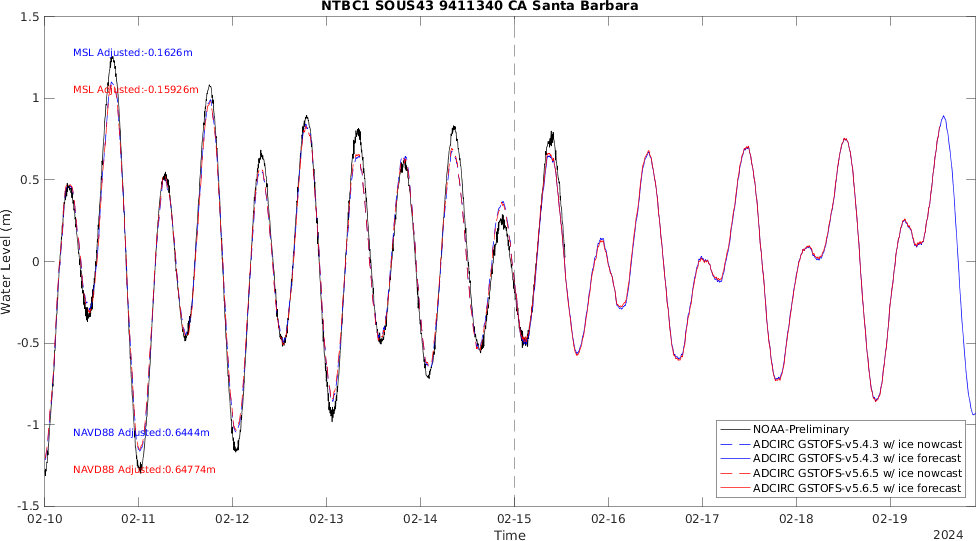 NTBC1 SOUS43 9411340 CA Santa Barbara
1.5
1
0.5
0
-0.5
-1
-1.5
Water Level (m)
MSL Adjusted:-0.1626m
MSL Adjusted:-0.15926m
NAVD88 Adjusted:0.6444m
NAVD88 Adjusted:0.64774m
NOAA-Preliminary
ADCIRC GSTOFS-v5.4.3 w/ ice nowcast
ADCIRC GSTOFS-v5.4.3 w/ ice forecast
ADCIRC GSTOFS-v5.6.5 w/ ice nowcast
ADCIRC GSTOFS-v5.6.5 w/ ice forecast
02-10 02-11 02-12 02-13 02-14 02-15 02-16 02-17 02-18 02-19
Time
2024